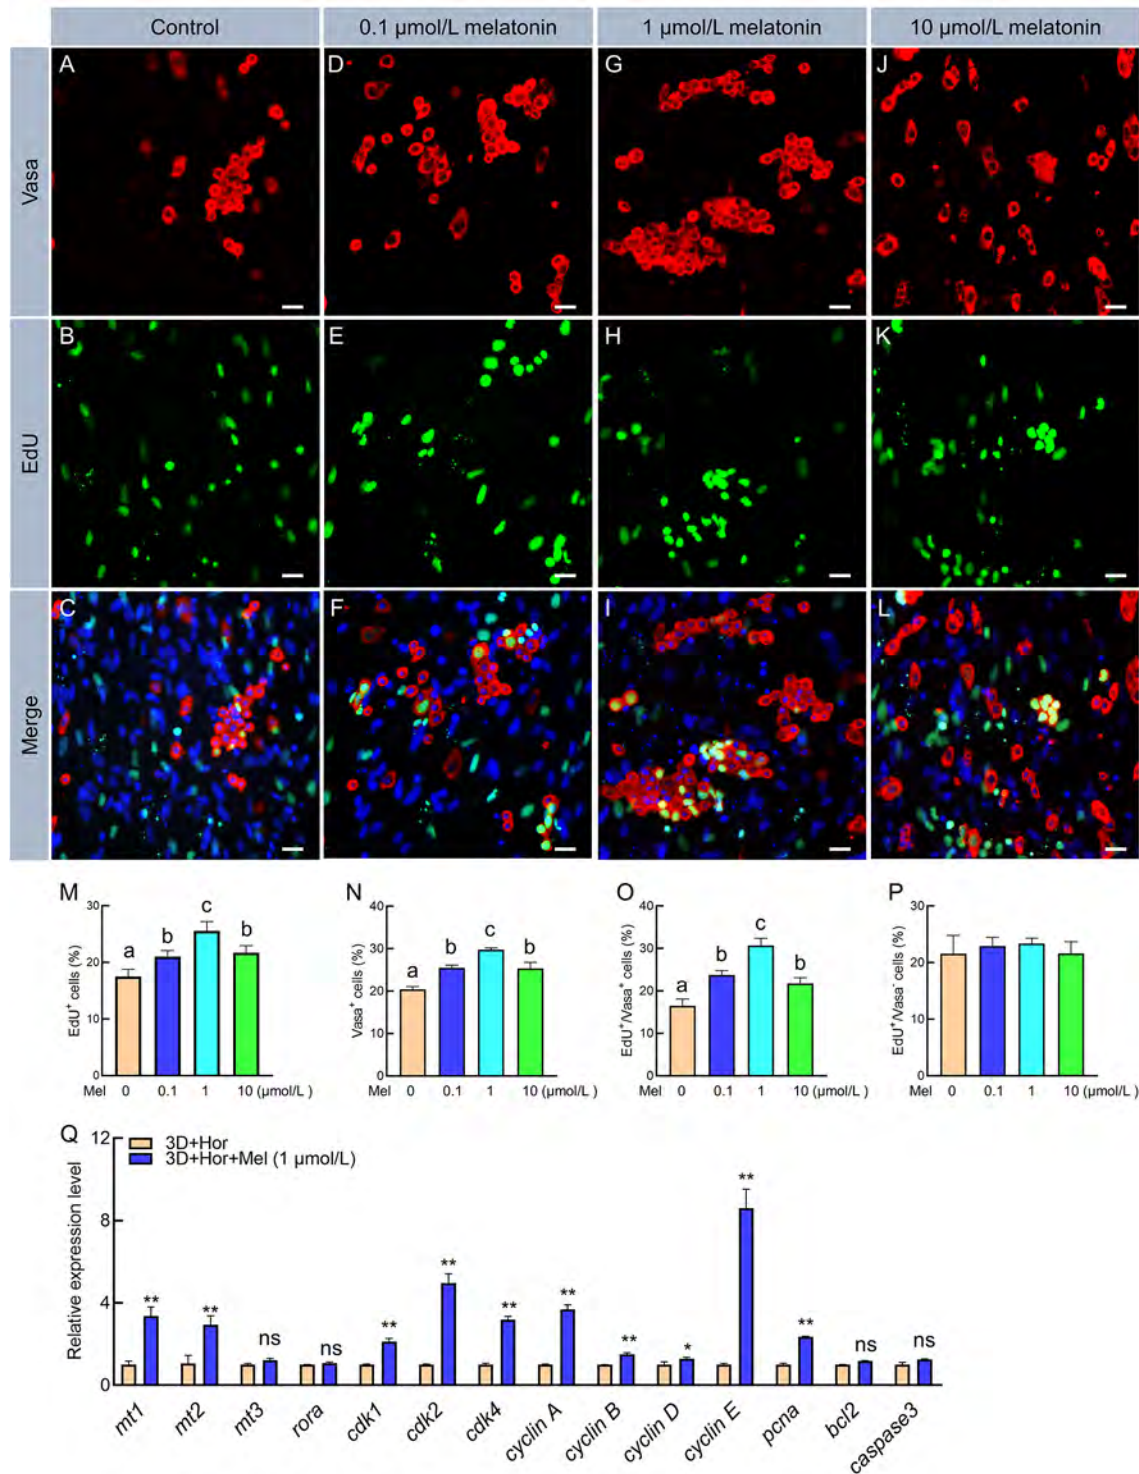 Control
0.1 µmol/L melatonin
1 µmol/L melatonin
10 µmol/L melatonin
Vasa
A
D
G
J
EdU
B
E
H
K
Merge
C
F
I
L
M
EdU⁺ cells (%)
30
20
10
0
a
b
c
b
Mel 0 0.1 1 10 (µmol/L )
N
Vasa⁺ cells (%)
40
30
20
10
0
a
b
c
b
Mel 0 0.1 1 10 (µmol/L )
O
EdU⁺/Vasa⁺ cells (%)
40
30
20
10
0
a
b
c
b
Mel 0 0.1 1 10 (µmol/L )
P
EdU⁺/Vasa⁻ cells (%)
30
20
10
0
Mel 0 0.1 1 10 (µmol/L )
Q
Relative expression level
12
8
4
0
3D+Hor
3D+Hor+Mel (1 µmol/L)
** ** ns ns ** ** ** ** ** * ** ** ns ns
mt1 mt2 mt3 rora cdk1 cdk2 cdk4 cyclin A cyclin B cyclin D cyclin E pcna bcl2 caspase3